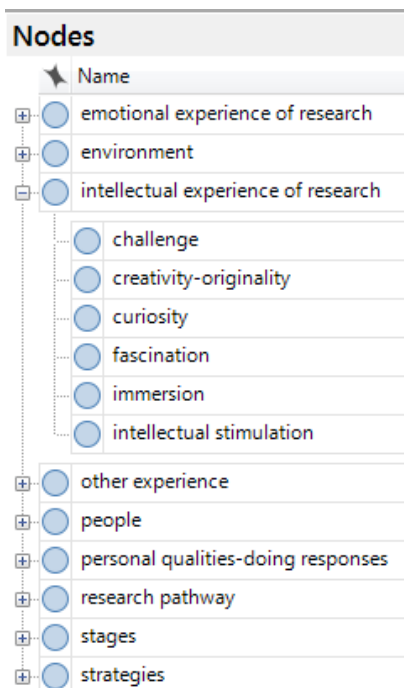 Nodes
Name
emotional experience of research
environment
intellectual experience of research
challenge
creativity-originality
curiosity
fascination
immersion
intellectual stimulation
other experience
people
personal qualities-doing responses
research pathway
stages
strategies